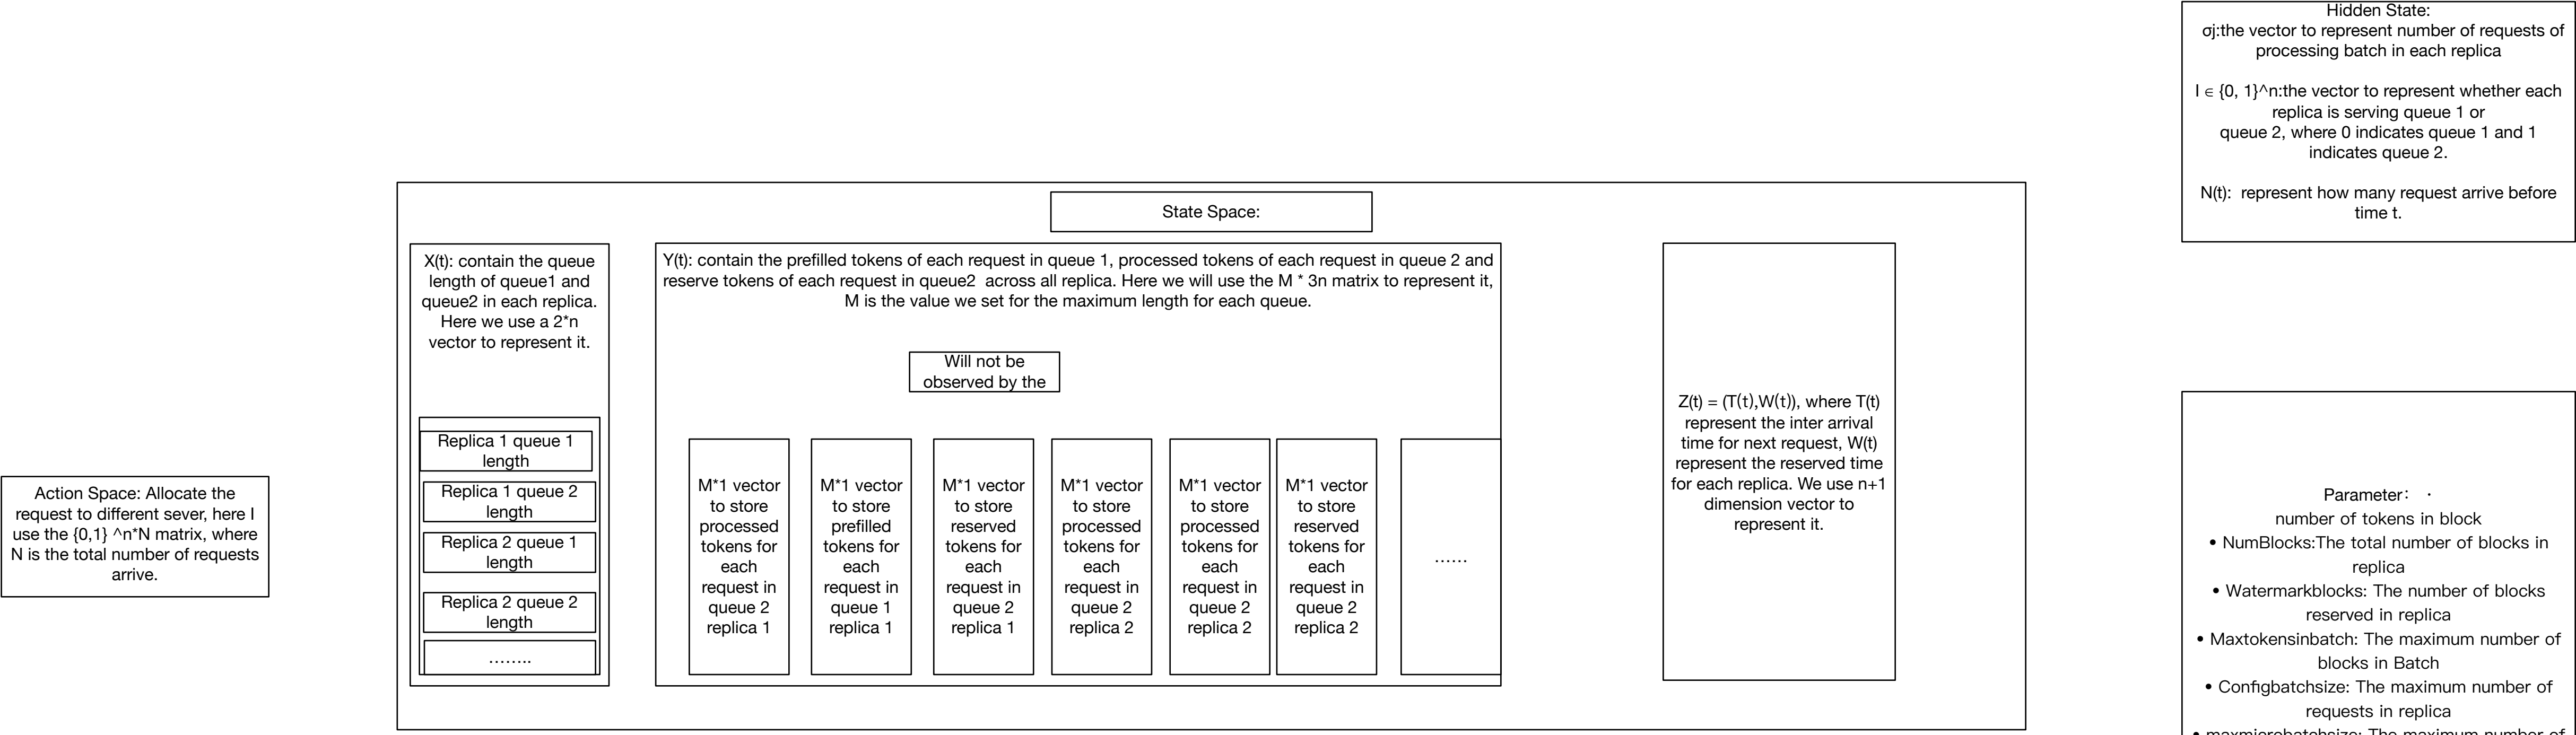 Hidden State:
σj:the vector to represent number of requests of
processing batch in each replica
I ∈ {0, 1}^n:the vector to represent whether each
replica is serving queue 1 or
queue 2, where 0 indicates queue 1 and 1
indicates queue 2.
N(t):  represent how many request arrive before
time t.
State Space:
X(t): contain the queue
length of queue1 and
queue2 in each replica.
Here we use a 2*n
vector to represent it.
Replica 1 queue 1
length
Replica 1 queue 2
length
Replica 2 queue 1
length
Replica 2 queue 2
length
........
Y(t): contain the prefilled tokens of each request in queue 1, processed tokens of each request in queue 2 and
reserve tokens of each request in queue2  across all replica. Here we will use the M * 3n matrix to represent it,
M is the value we set for the maximum length for each queue.
Will not be
observed by the
M*1 vector
to store
processed
tokens for
each
request in
queue 2
replica 1
M*1 vector
to store
prefilled
tokens for
each
request in
queue 1
replica 1
M*1 vector
to store
reserved
tokens for
each
request in
queue 2
replica 1
M*1 vector
to store
processed
tokens for
each
request in
queue 2
replica 2
M*1 vector
to store
processed
tokens for
each
request in
queue 2
replica 2
M*1 vector
to store
reserved
tokens for
each
request in
queue 2
replica 2
......
Z(t) = (T(t),W(t)), where T(t)
represent the inter arrival
time for next request, W(t)
represent the reserved time
for each replica. We use n+1
dimension vector to
represent it.
Action Space: Allocate the
request to different sever, here I
use the {0,1} ^n*N matrix, where
N is the total number of requests
arrive.
Parameter： ·
number of tokens in block
• NumBlocks:The total number of blocks in
replica
• Watermarkblocks: The number of blocks
reserved in replica
• Maxtokensinbatch: The maximum number of
blocks in Batch
• Configbatchsize: The maximum number of
requests in replica
• maxmicrobatchsize: The maximum number of